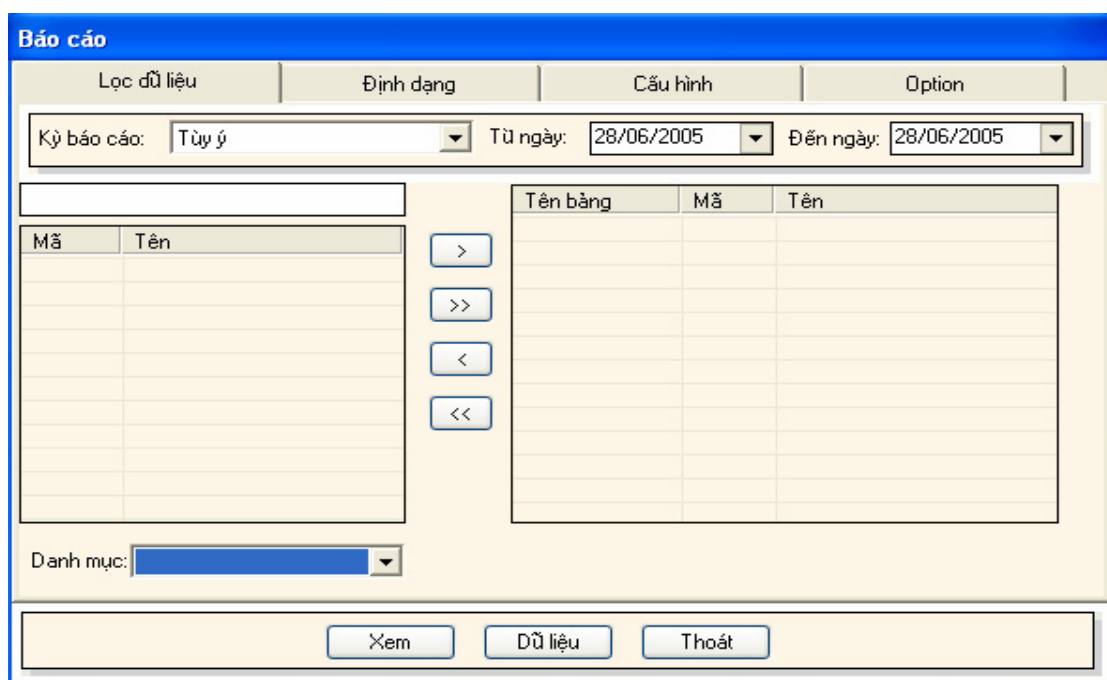 Báo cáo
Lọc dữ liệu Định dạng Cấu hình Option
Kỳ báo cáo: Tùy ý Từ ngày: 28/06/2005 Đến ngày: 28/06/2005
Tên bảng Mã Tên
Mã Tên
>
>>
<
<<
Danh mục:
Xem Dữ liệu Thoát